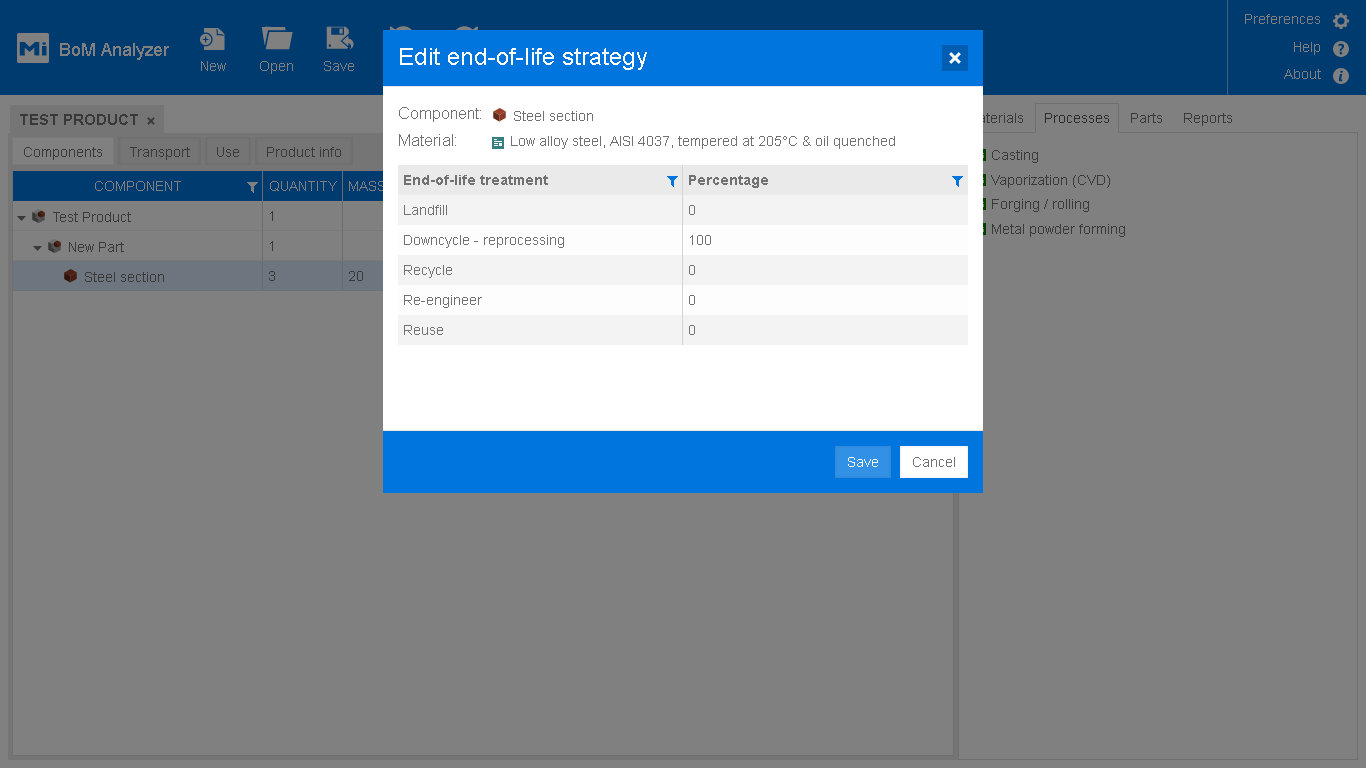 Mi BoM Analyzer
New
Open
Save
Preferences
Help
About
Edit end-of-life strategy
Component: Steel section
Material: Low alloy steel, AISI 4037, tempered at 205°C & oil quenched
End-of-life treatment Percentage
Landfill 0
Downcycle - reprocessing 100
Recycle 0
Re-engineer 0
Reuse 0
Save Cancel
TEST PRODUCT
Components Transport Use Product info
COMPONENT QUANTITY MASS
Test Product 1
New Part 1
Steel section 3 20
aterials Processes Parts Reports
Casting
Vaporization (CVD)
Forging / rolling
Metal powder forming